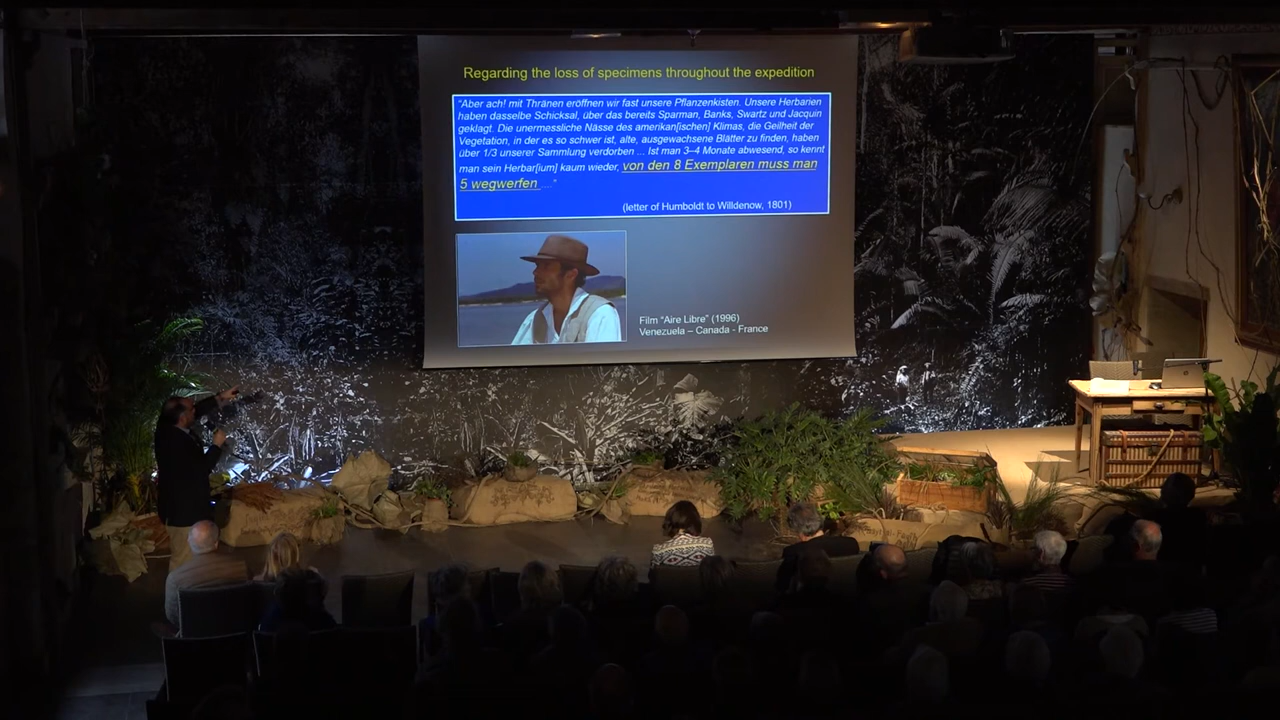 Regarding the loss of specimens throughout the expedition
"Aber ach! mit Thränen eröffnen wir fast unsere Pflanzenkisten. Unsere Herbarien
haben dasselbe Schicksal, über das bereits Sparman, Banks, Swartz und Jacquin
geklagt. Die unermessliche Nässe des amerikan[ischen] Klimas, die Geilheit der
Vegetation, in der es so schwer ist, alte, ausgewachsene Blätter zu finden, haben
über 1/3 unserer Sammlung verdorben ... Ist man 3–4 Monate abwesend, so kennt
man sein Herbar[ium] kaum wieder, von den 8 Exemplaren muss man
5 wegwerfen ...."
(letter of Humboldt to Willdenow, 1801)
Film "Aire Libre" (1996)
Venezuela – Canada - France